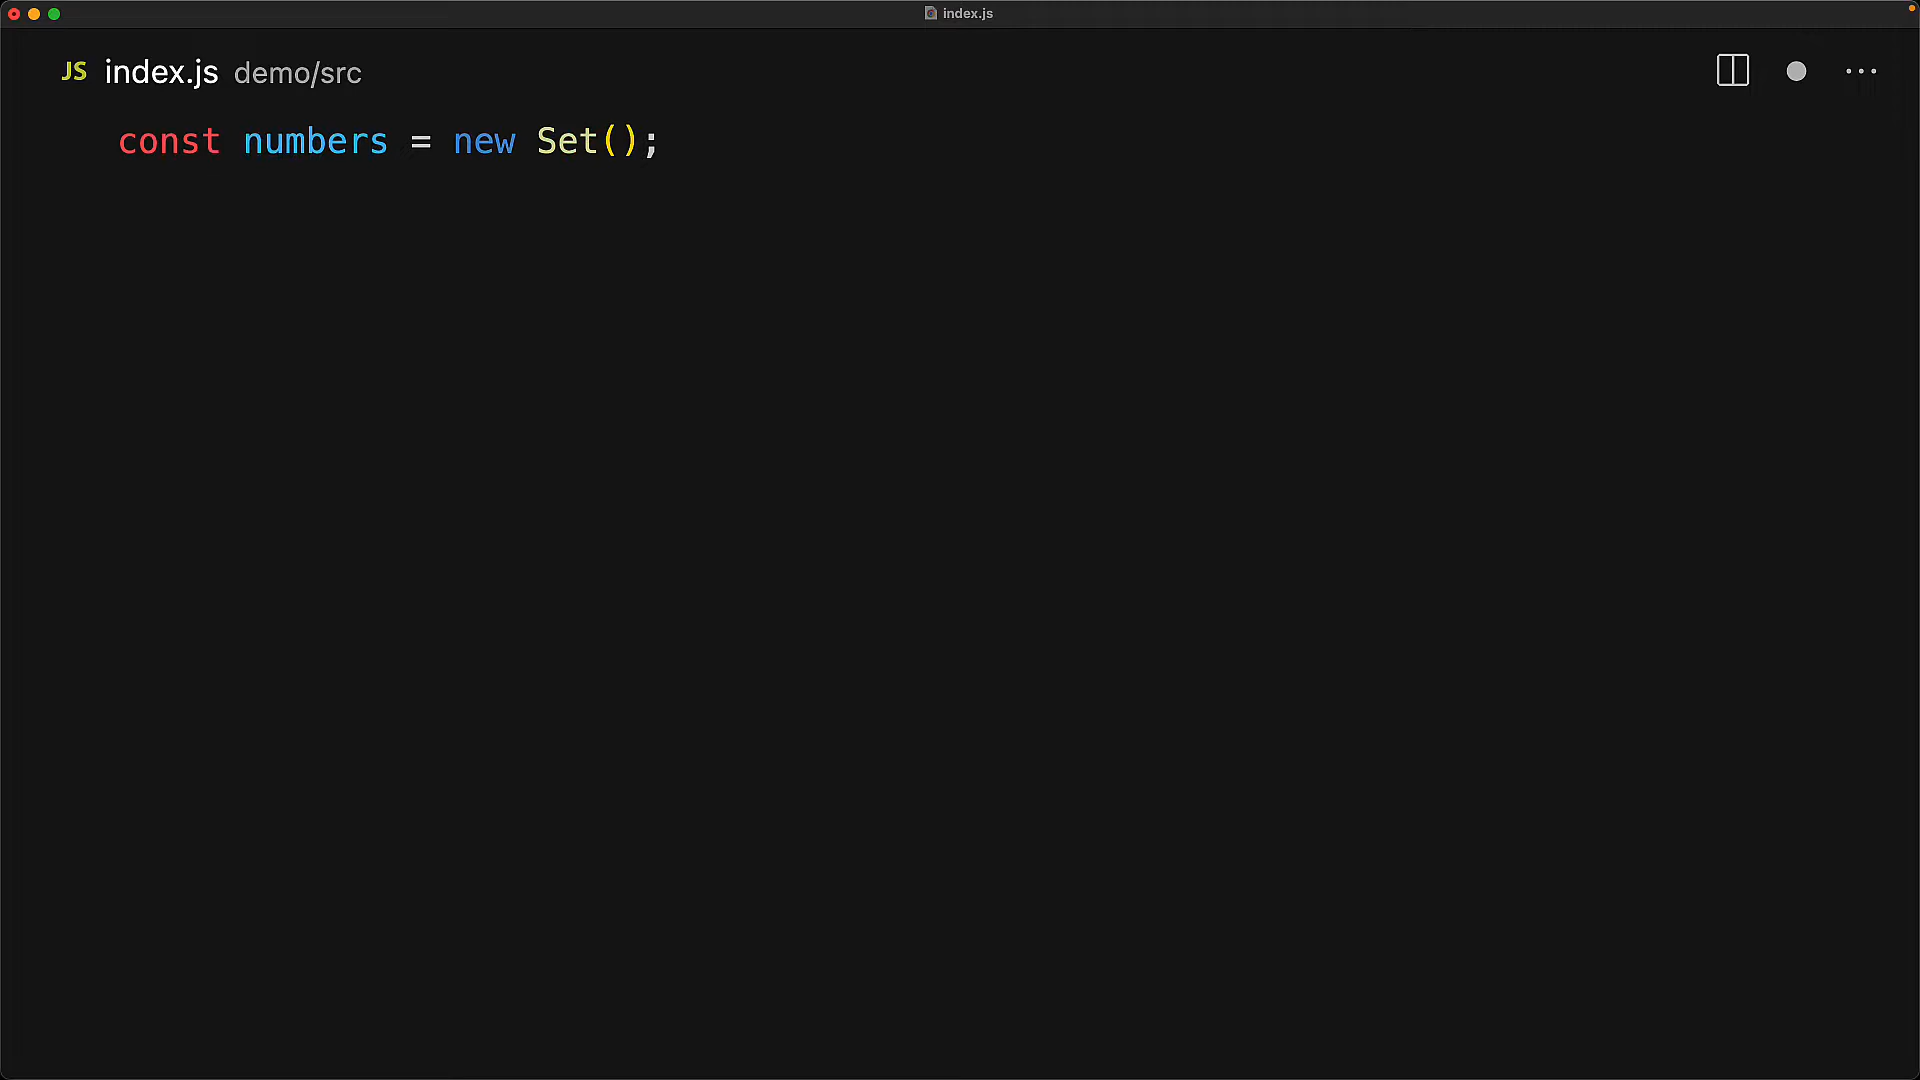 index.js
JS index.js demo/src
const numbers = new Set();